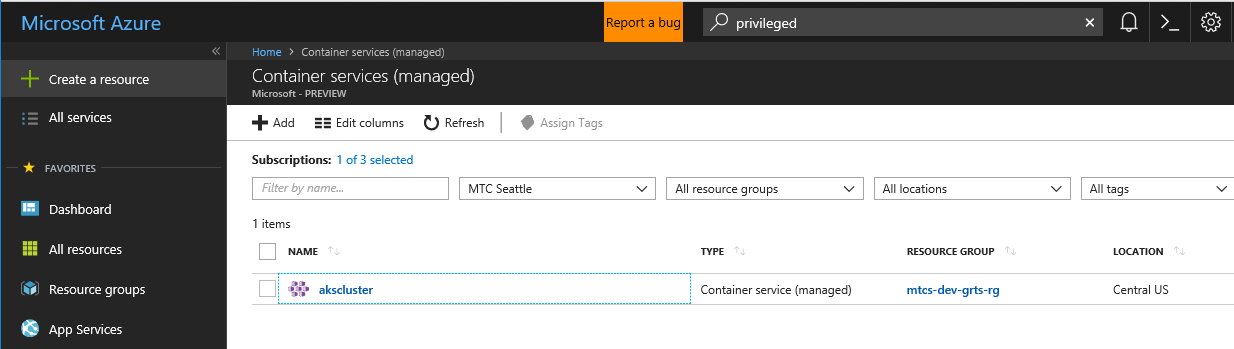 Microsoft Azure
Report a bug
privileged
Home > Container services (managed)
Create a resource
Container services (managed)
Microsoft - PREVIEW
All services
Add Edit columns Refresh Assign Tags
Subscriptions: 1 of 3 selected
FAVORITES
Filter by name... MTC Seattle All resource groups All locations All tags
Dashboard
1 items
All resources
NAME TYPE RESOURCE GROUP LOCATION
Resource groups
akscluster Container service (managed) mtcs-dev-grts-rg Central US
App Services